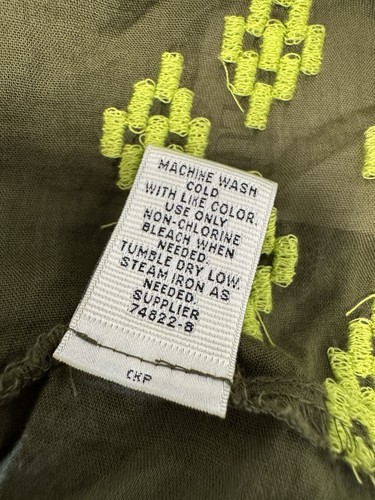 MACHINE WASH
COLD
WITH LIKE COLOR.
USE ONLY
NON-CHLORINE
BLEACH WHEN
NEEDED.
TUMBLE DRY LOW.
STEAM IRON AS
NEEDED.
SUPPLIER
74822-8
CKP